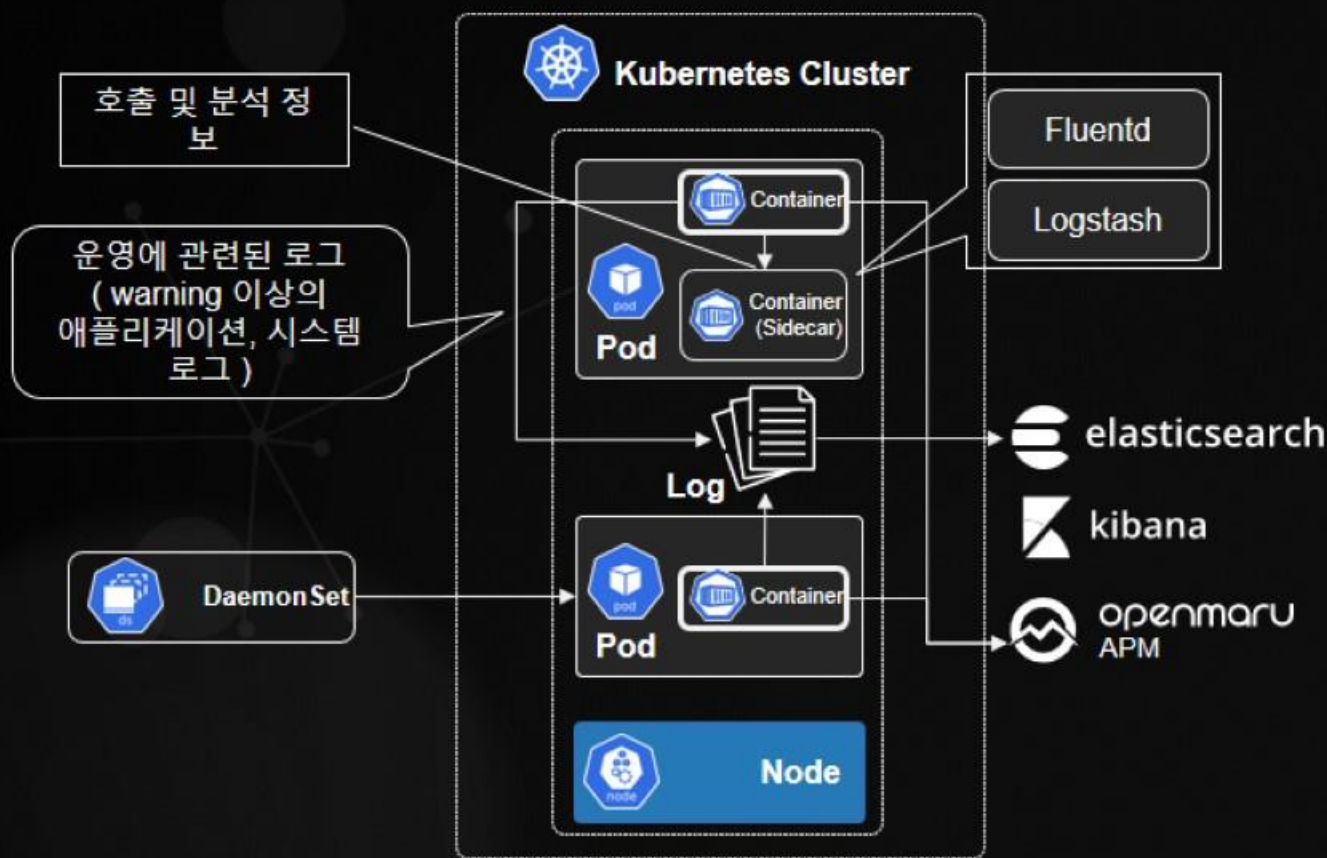 Kubernetes Cluster
호출 및 분석 정
보
Fluentd
Logstash
Container
운영에 관련된 로그
( warning 이상의
애플리케이션, 시스템
로그 )
pod
Pod
Container
(Sidecar)
Log
elasticsearch
kibana
openmaru
APM
ds
DaemonSet
pod
Pod
Container
node
Node